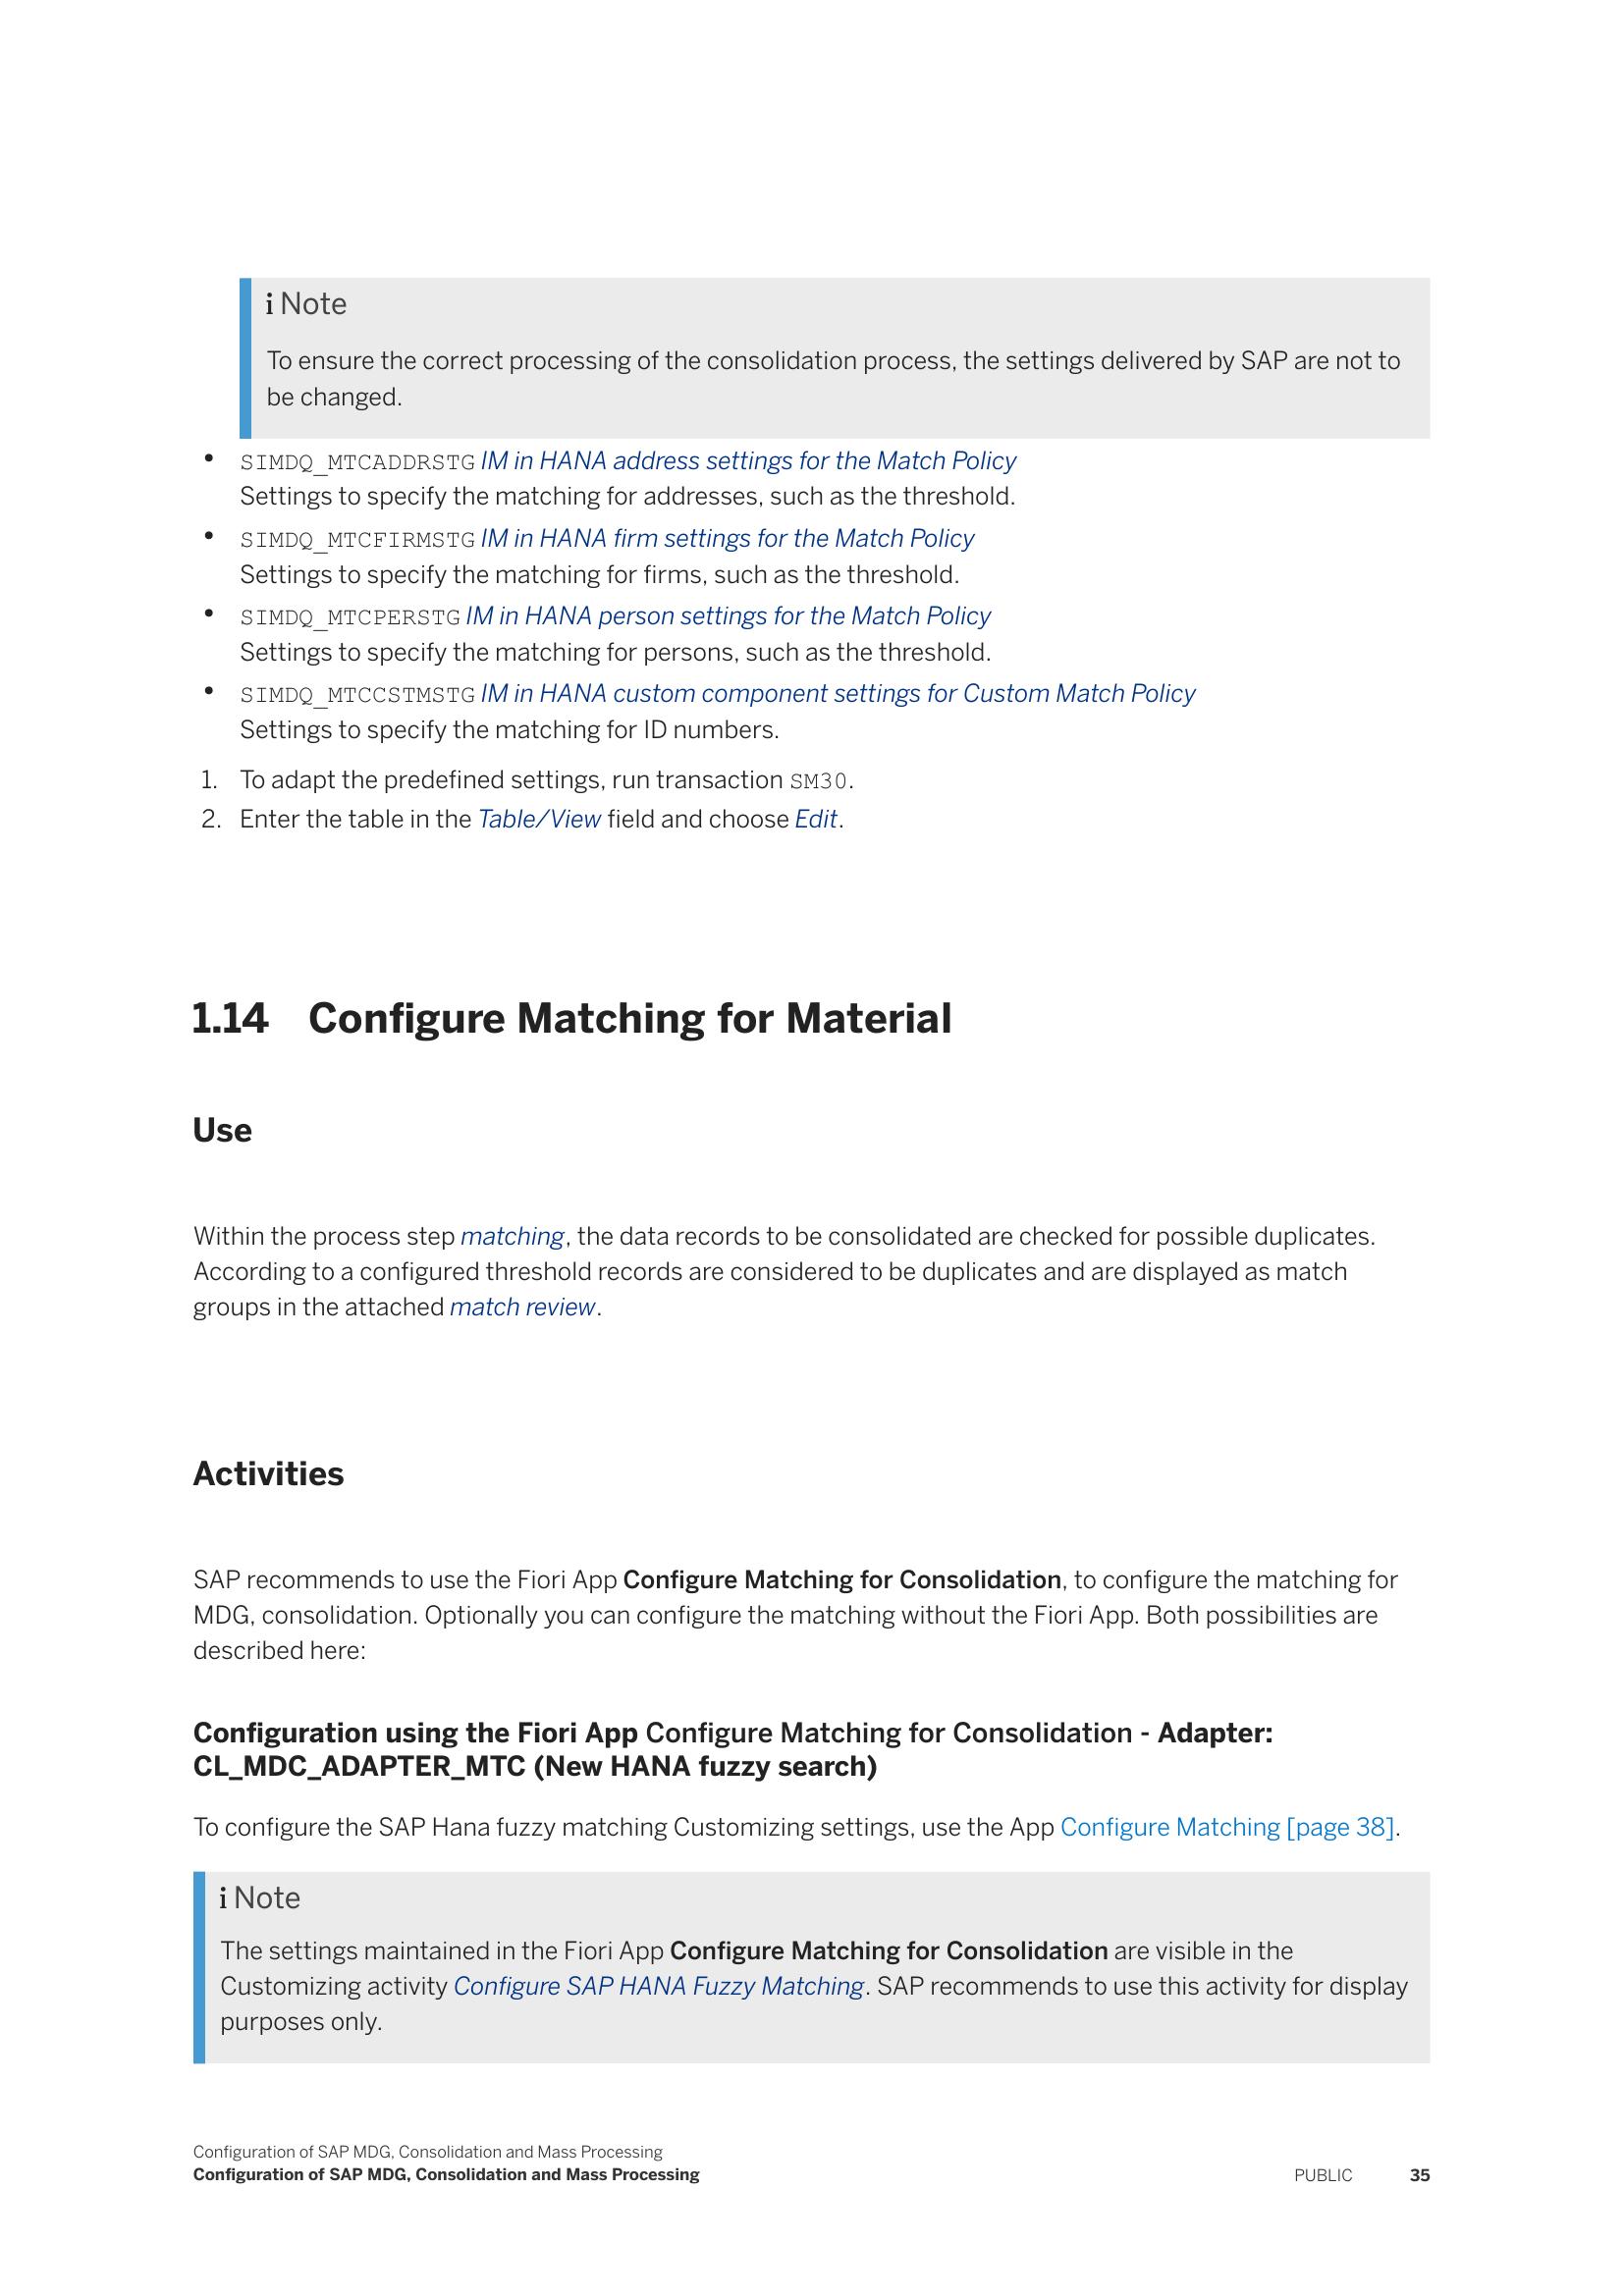 i Note
To ensure the correct processing of the consolidation process, the settings delivered by SAP are not to
be changed.
• SIMDQ_MTCADDRSTG IM in HANA address settings for the Match Policy
Settings to specify the matching for addresses, such as the threshold.
• SIMDQ_MTCFIRMSTG IM in HANA firm settings for the Match Policy
Settings to specify the matching for firms, such as the threshold.
• SIMDQ_MTCPERSTG IM in HANA person settings for the Match Policy
Settings to specify the matching for persons, such as the threshold.
• SIMDQ_MTCCSTMSTG IM in HANA custom component settings for Custom Match Policy
Settings to specify the matching for ID numbers.
1. To adapt the predefined settings, run transaction SM30.
2. Enter the table in the Table/View field and choose Edit.
1.14 Configure Matching for Material
Use
Within the process step matching, the data records to be consolidated are checked for possible duplicates.
According to a configured threshold records are considered to be duplicates and are displayed as match
groups in the attached match review.
Activities
SAP recommends to use the Fiori App Configure Matching for Consolidation, to configure the matching for
MDG, consolidation. Optionally you can configure the matching without the Fiori App. Both possibilities are
described here:
Configuration using the Fiori App Configure Matching for Consolidation - Adapter:
CL_MDC_ADAPTER_MTC (New HANA fuzzy search)
To configure the SAP Hana fuzzy matching Customizing settings, use the App Configure Matching [page 38].
i Note
The settings maintained in the Fiori App Configure Matching for Consolidation are visible in the
Customizing activity Configure SAP HANA Fuzzy Matching. SAP recommends to use this activity for display
purposes only.
Configuration of SAP MDG, Consolidation and Mass Processing
Configuration of SAP MDG, Consolidation and Mass Processing PUBLIC 35